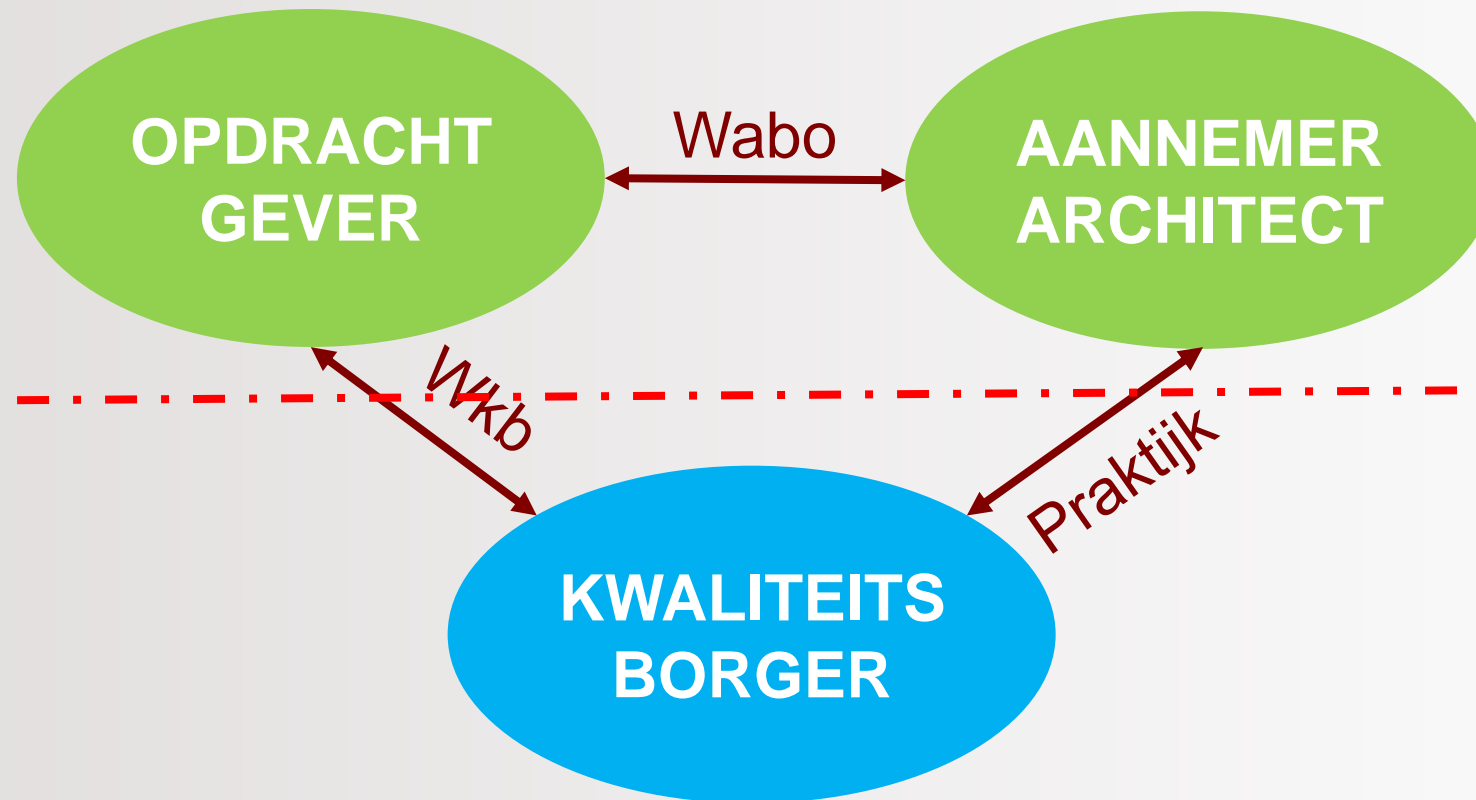 OPDRACHT
GEVER
Wabo
AANNEMER
ARCHITECT
Wkb
Praktijk
KWALITEITS
BORGER